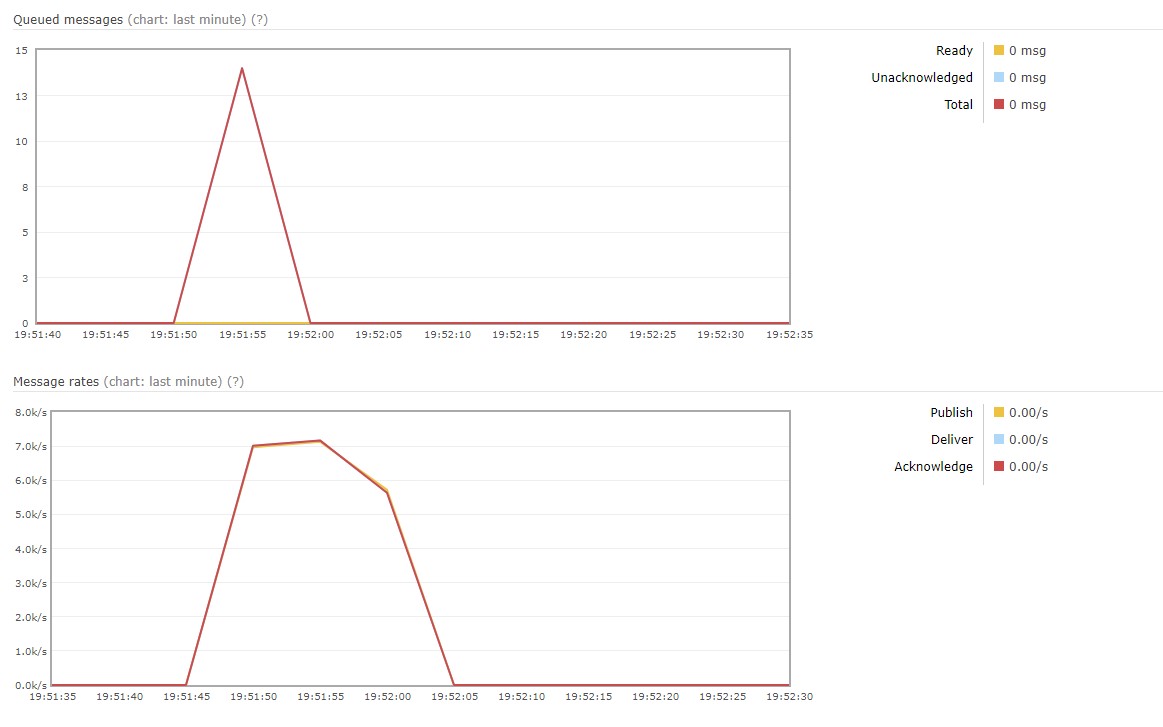 Queued messages (chart: last minute) (?)
15
13
10
8
5
3
0
19:51:40 19:51:45 19:51:50 19:51:55 19:52:00 19:52:05 19:52:10 19:52:15 19:52:20 19:52:25 19:52:30 19:52:35
Ready 0 msg
Unacknowledged 0 msg
Total 0 msg
Message rates (chart: last minute) (?)
8.0k/s
7.0k/s
6.0k/s
5.0k/s
4.0k/s
3.0k/s
2.0k/s
1.0k/s
0.0k/s
19:51:35 19:51:40 19:51:45 19:51:50 19:51:55 19:52:00 19:52:05 19:52:10 19:52:15 19:52:20 19:52:25 19:52:30
Publish 0.00/s
Deliver 0.00/s
Acknowledge 0.00/s